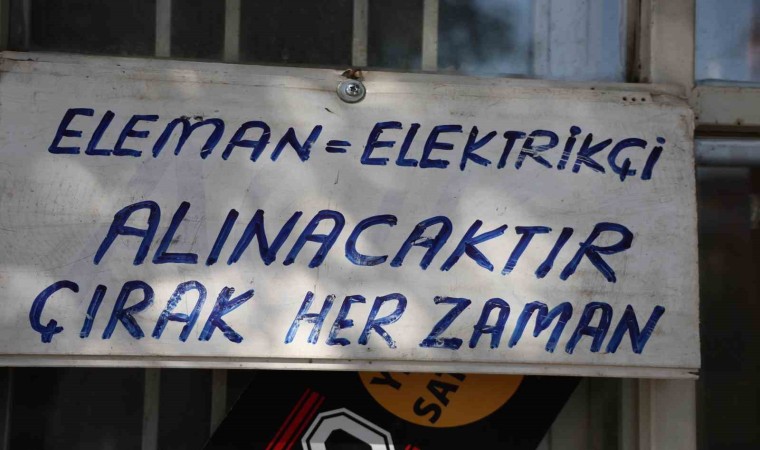 ELEMAN = ELEKTRİKÇİ
ALINACAKTIR
ÇIRAK HER ZAMAN